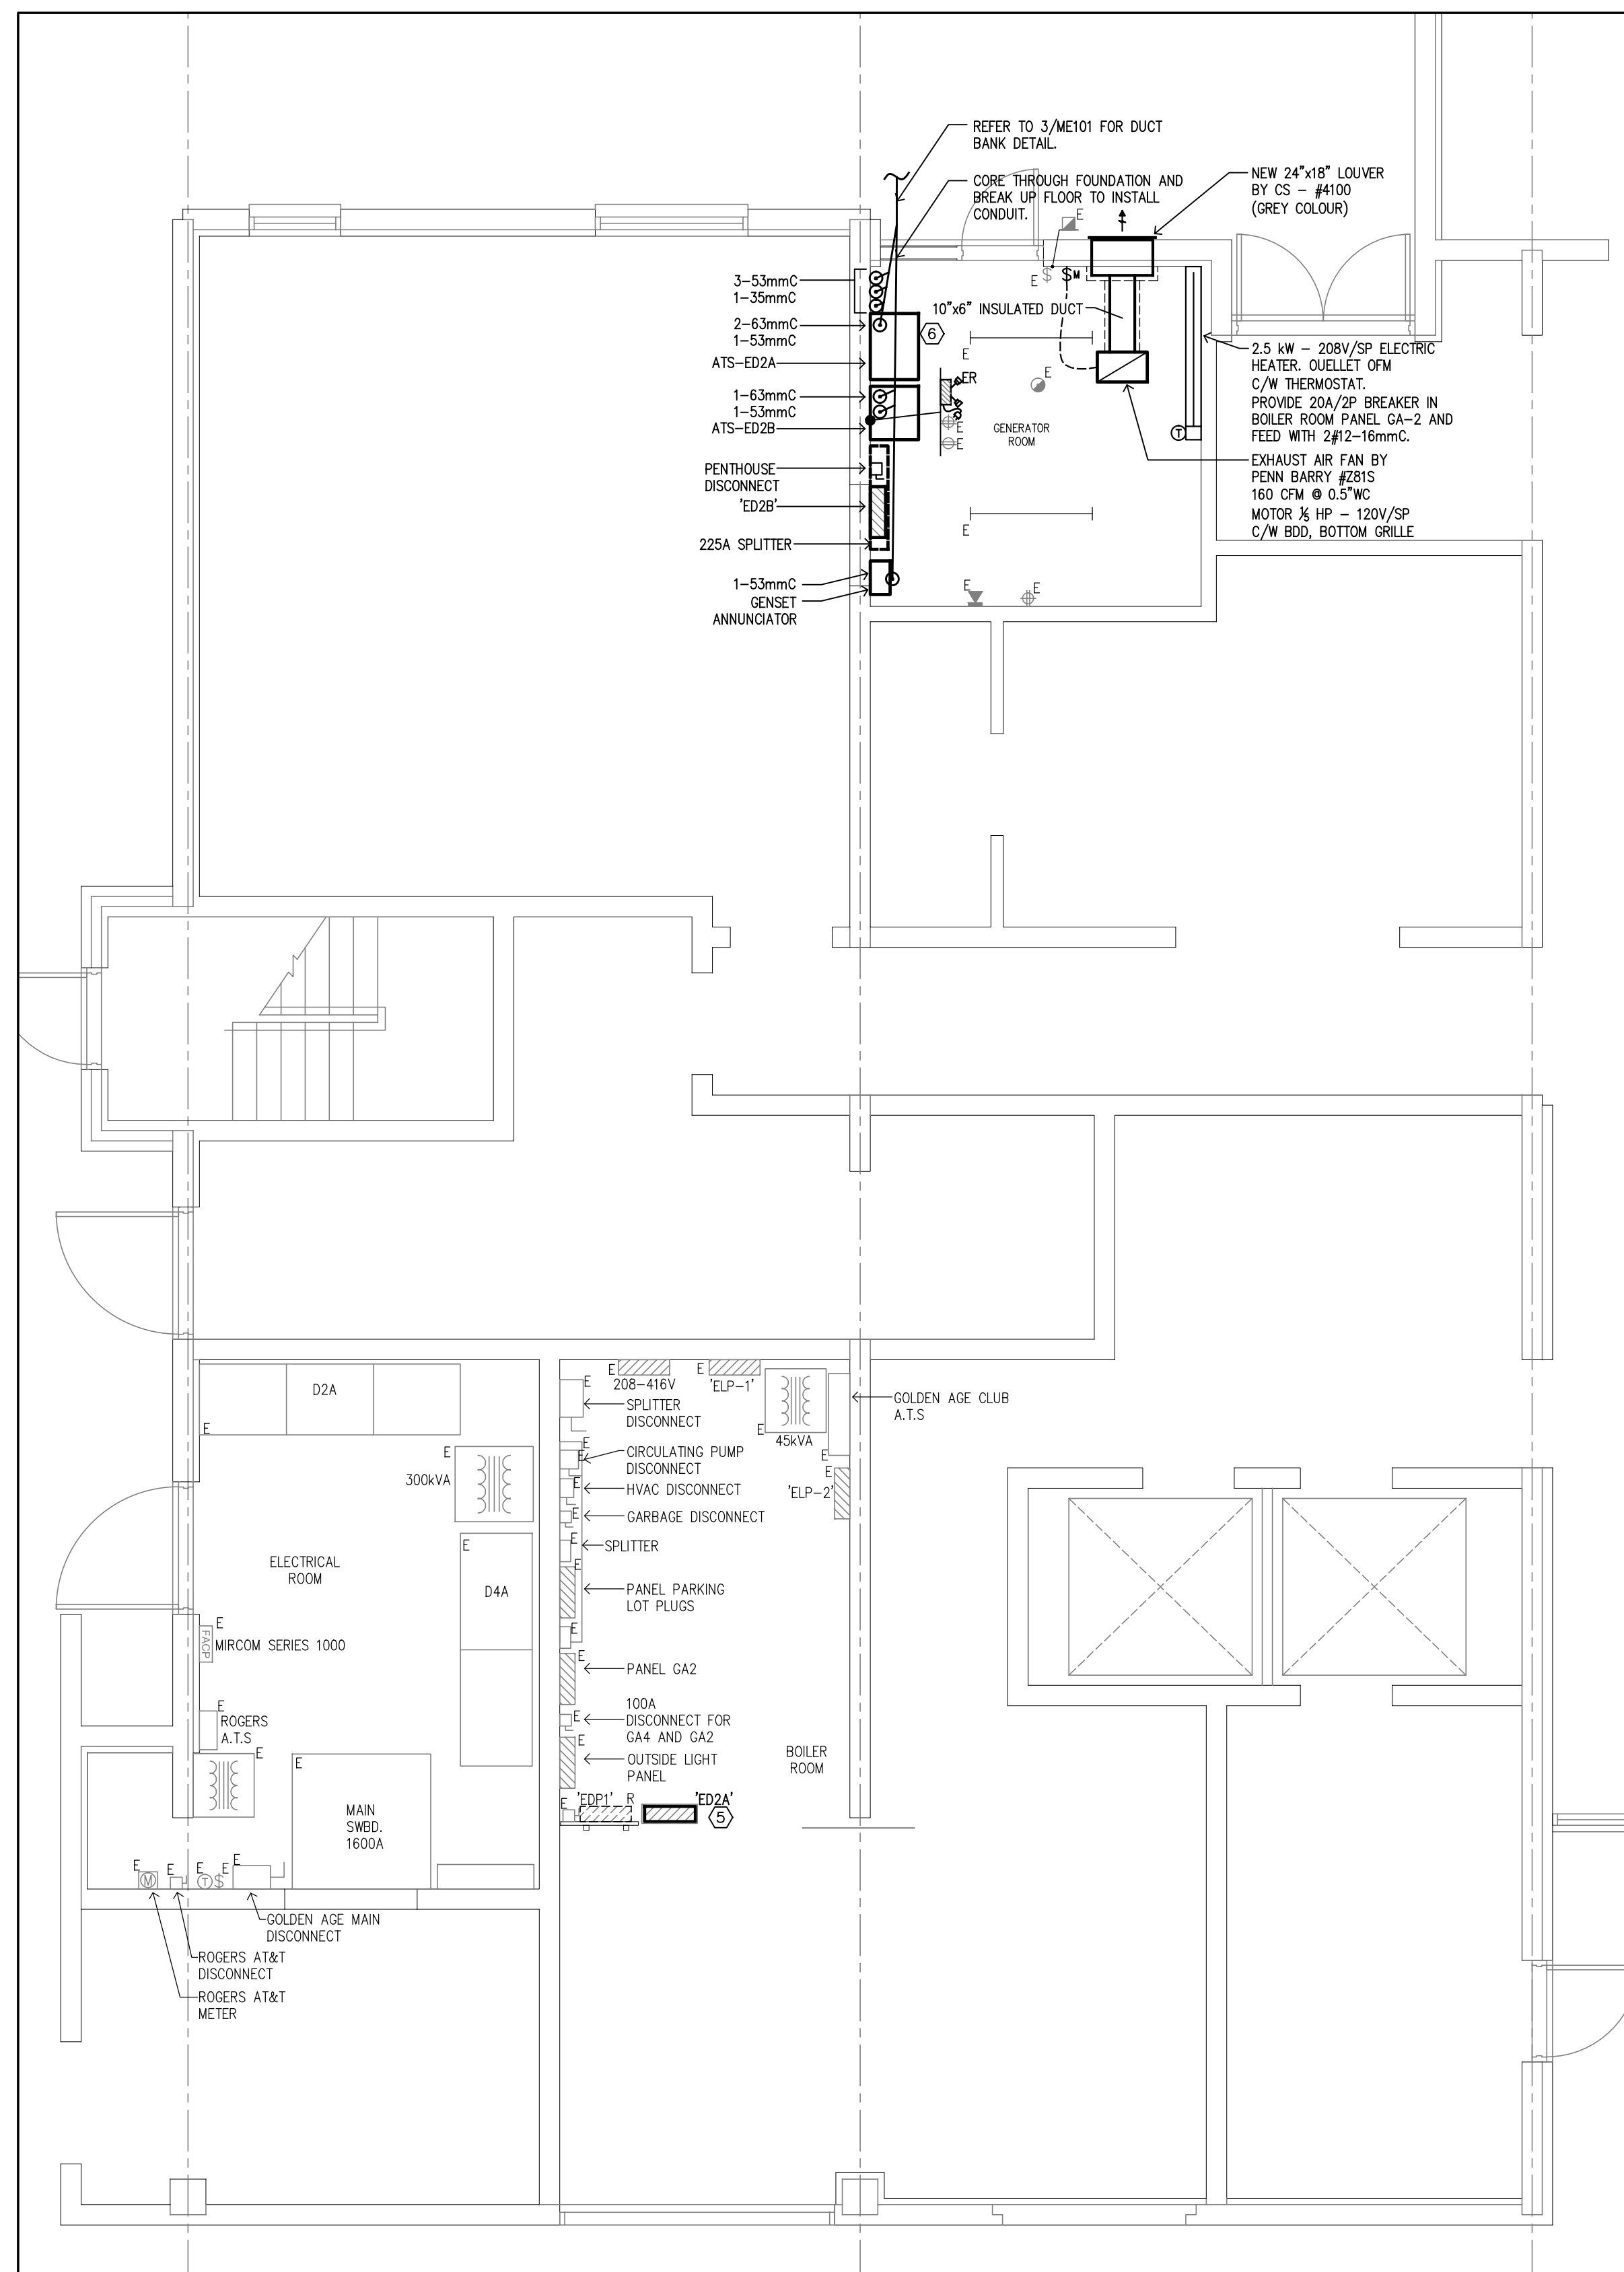 REFER TO 3/ME101 FOR DUCT
BANK DETAIL.
CORE THROUGH FOUNDATION AND
BREAK UP FLOOR TO INSTALL
CONDUIT.
E
NEW 24"x18" LOUVER
BY CS - #4100
(GREY COLOUR)
3-53mmC
1-35mmC
2-63mmC
1-53mmC
ATS-ED2A
1-63mmC
1-53mmC
ATS-ED2B
PENTHOUSE
DISCONNECT
'ED2B'
225A SPLITTER
1-53mmC
GENSET
ANNUNCIATOR
E $ $M
10"x6" INSULATED DUCT
6
E
E
ER
E
E
GENERATOR
ROOM
T
E
E
E
2.5 kW - 208V/SP ELECTRIC
HEATER. OUELLET OFM
C/W THERMOSTAT.
PROVIDE 20A/2P BREAKER IN
BOILER ROOM PANEL GA-2 AND
FEED WITH 2#12-16mmC.
EXHAUST AIR FAN BY
PENN BARRY #Z81S
160 CFM @ 0.5"WC
MOTOR ⅕ HP - 120V/SP
C/W BDD, BOTTOM GRILLE
D2A
E
E
300kVA
E
D4A
ELECTRICAL
ROOM
E
FACP
MIRCOM SERIES 1000
E
ROGERS
A.T.S
E
E
MAIN
SWBD.
1600A
E
M
E
E
T
E
$
E
GOLDEN AGE MAIN
DISCONNECT
ROGERS AT&T
DISCONNECT
ROGERS AT&T
METER
E
208-416V
E
'ELP-1'
E
45kVA
GOLDEN AGE CLUB
A.T.S
E
E
'ELP-2'
E
SPLITTER
DISCONNECT
E
E
CIRCULATING PUMP
DISCONNECT
E
HVAC DISCONNECT
E
GARBAGE DISCONNECT
E
SPLITTER
E
PANEL PARKING
LOT PLUGS
E
E
PANEL GA2
E
100A
DISCONNECT FOR
GA4 AND GA2
E
OUTSIDE LIGHT
PANEL
BOILER
ROOM
E
'EDP1' R
'ED2A'
5